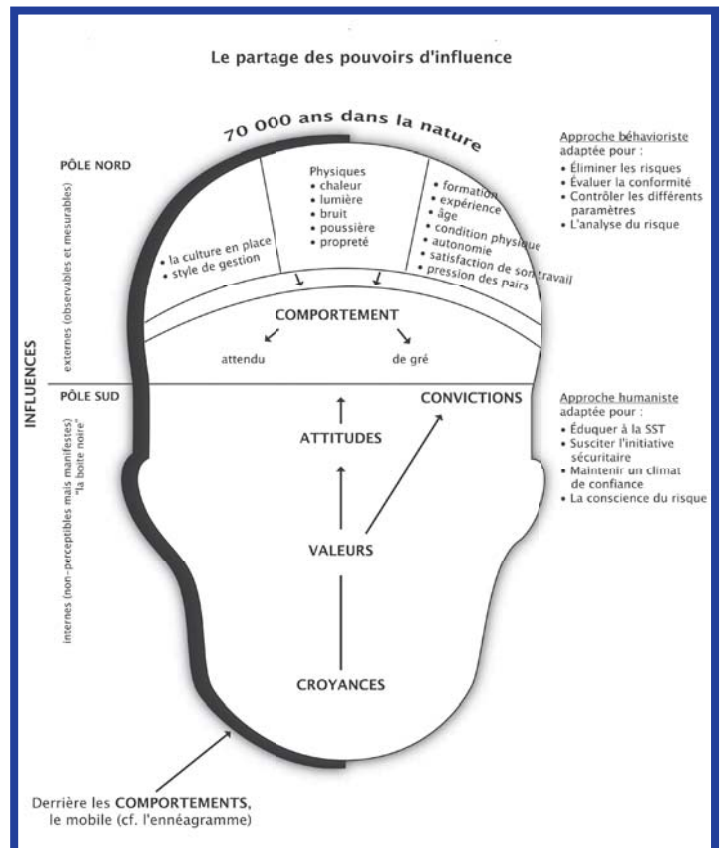 Le partage des pouvoirs d'influence
70 000 ans dans la nature
PÔLE NORD
INFLUENCES
externes (observables et mesurables)
• la culture en place
• style de gestion
Physiques
• chaleur
• lumière
• bruit
• poussière
• propreté
• formation
• expérience
• âge
• condition physique
• autonomie
• satisfaction de son travail
• pression des pairs
Approche béhavioriste
adaptée pour :
• Éliminer les risques
• Évaluer la conformité
• Contrôler les différents
paramètres
• L'analyse du risque
COMPORTEMENT
attendu
de gré
PÔLE SUD
internes (non-perceptibles mais manifestes)
"la boite noire"
CONVICTIONS
ATTITUDES
VALEURS
CROYANCES
Approche humaniste
adaptée pour :
• Éduquer à la SST
• Susciter l'initiative
sécuritaire
• Maintenir un climat
de confiance
• La conscience du risque
Derrière les COMPORTEMENTS,
le mobile (cf. l'ennéagramme)